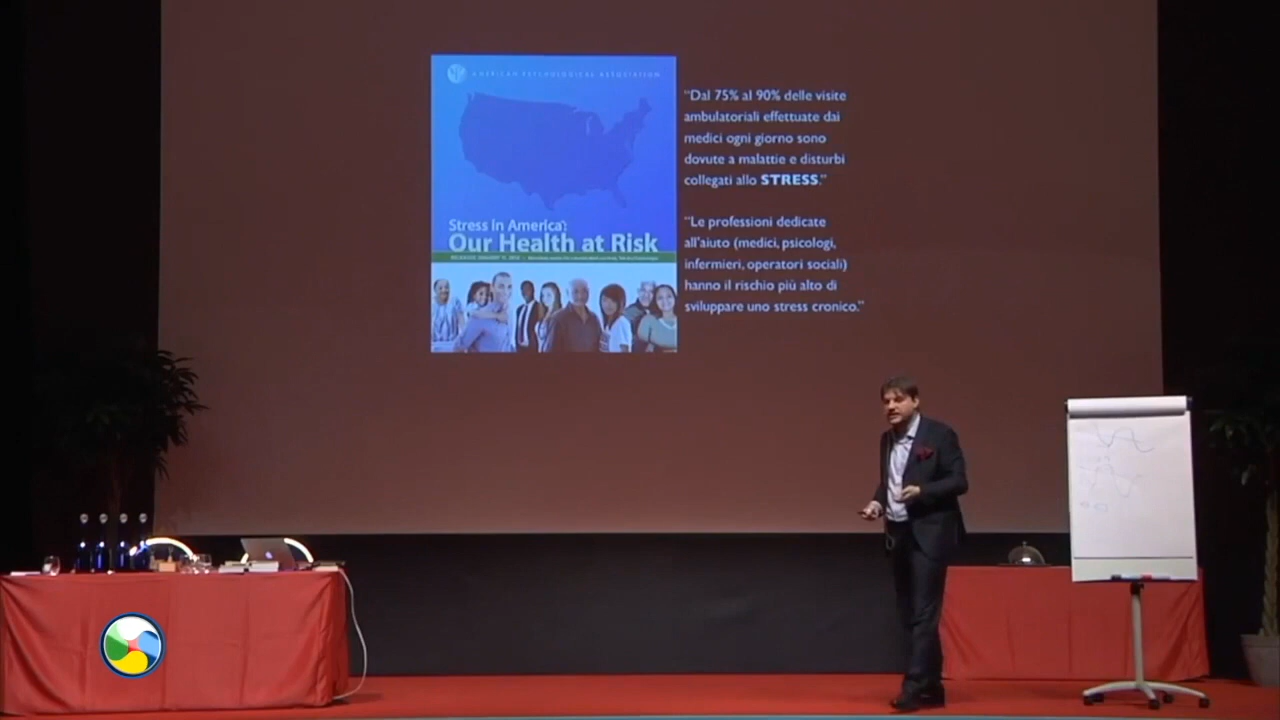 AMERICAN PSYCHOLOGICAL ASSOCIATION
Stress in America:
Our Health at Risk
"Dal 75% al 90% delle visite
ambulatoriali effettuate dai
medici ogni giorno sono
dovute a malattie e disturbi
collegati allo STRESS."
"Le professioni dedicate
all'aiuto (medici, psicologi,
infermieri, operatori sociali)
hanno il rischio più alto di
sviluppare uno stress cronico."